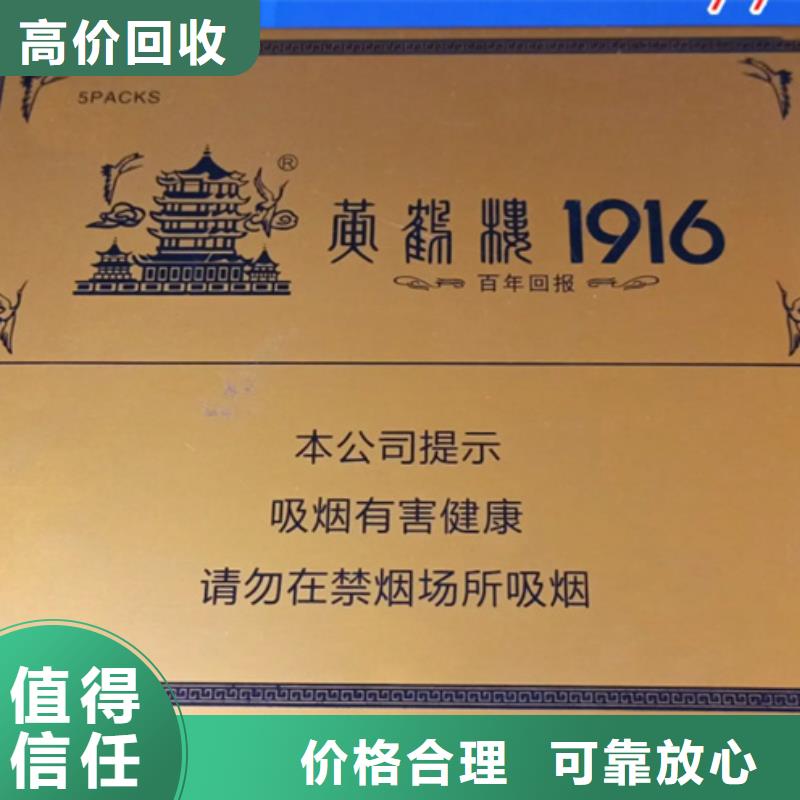 高价回收
5PACKS
®
黄鹤楼 1916
百年回报
本公司提示
吸烟有害健康
请勿在禁烟场所吸烟
值得
信任
价格合理 可靠放心